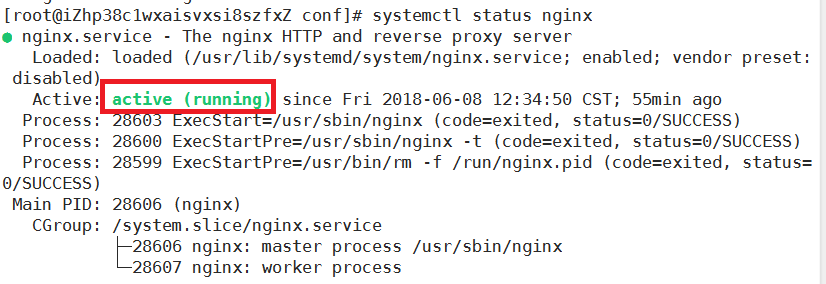 [root@iZhp38c1wxaisvxsi8szfxZ conf]# systemctl status nginx
● nginx.service - The nginx HTTP and reverse proxy server
   Loaded: loaded (/usr/lib/systemd/system/nginx.service; enabled; vendor preset:
 disabled)
   Active: active (running) since Fri 2018-06-08 12:34:50 CST; 55min ago
  Process: 28603 ExecStart=/usr/sbin/nginx (code=exited, status=0/SUCCESS)
  Process: 28600 ExecStartPre=/usr/sbin/nginx -t (code=exited, status=0/SUCCESS)
  Process: 28599 ExecStartPre=/usr/bin/rm -f /run/nginx.pid (code=exited, status=
0/SUCCESS)
 Main PID: 28606 (nginx)
   CGroup: /system.slice/nginx.service
           ├─28606 nginx: master process /usr/sbin/nginx
           └─28607 nginx: worker process